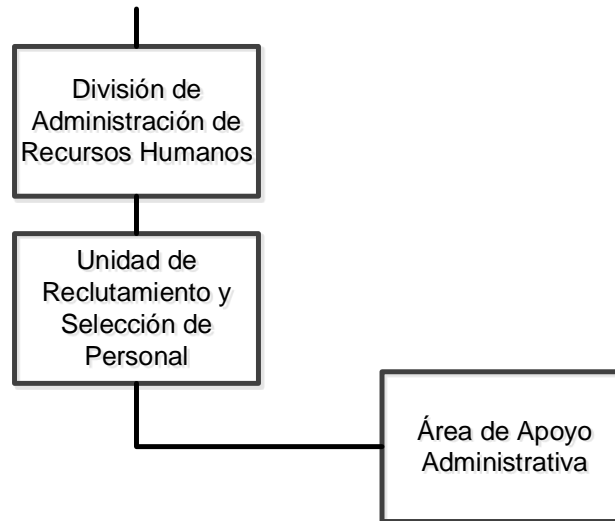 División de
Administración de
Recursos Humanos
Unidad de
Reclutamiento y
Selección de
Personal
Área de Apoyo
Administrativa